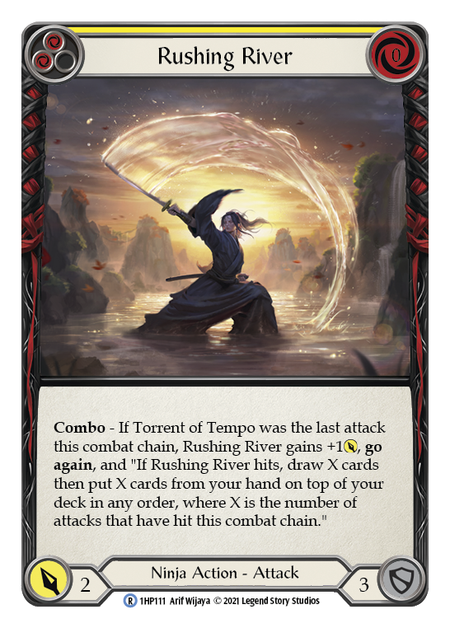 Rushing River
0
Combo - If Torrent of Tempo was the last attack
this combat chain, Rushing River gains +1, go
again, and "If Rushing River hits, draw X cards
then put X cards from your hand on top of your
deck in any order, where X is the number of
attacks that have hit this combat chain."
2
Ninja Action - Attack
3
R 1HP111 Arif Wijaya © 2021 Legend Story Studios